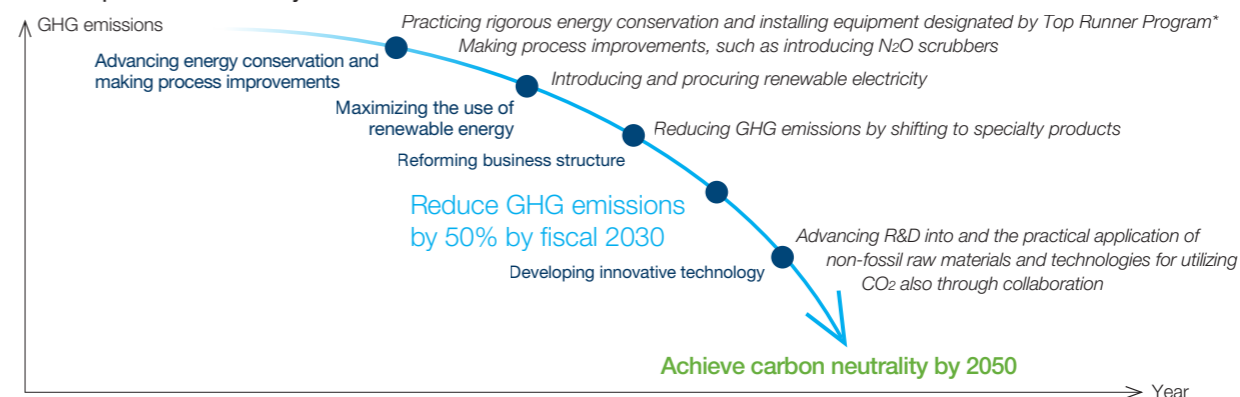 GHG emissions
Practicing rigorous energy conservation and installing equipment designated by Top Runner Program*
Making process improvements, such as introducing N2O scrubbers
Advancing energy conservation and
making process improvements
Introducing and procuring renewable electricity
Maximizing the use of
renewable energy
Reducing GHG emissions by shifting to specialty products
Reforming business structure
Reduce GHG emissions
by 50% by fiscal 2030
Advancing R&D into and the practical application of
non-fossil raw materials and technologies for utilizing
CO2 also through collaboration
Developing innovative technology
Achieve carbon neutrality by 2050
Year